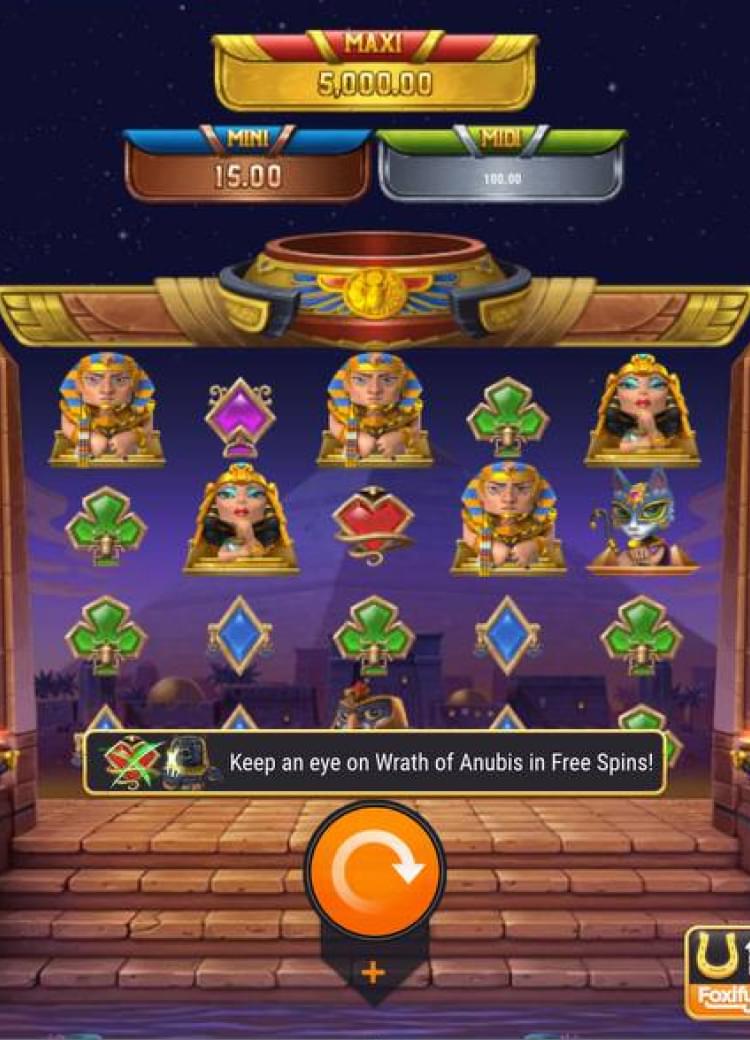 MAXI
5,000.00
MINI
15.00
MIDI
100.00
Keep an eye on Wrath of Anubis in Free Spins!